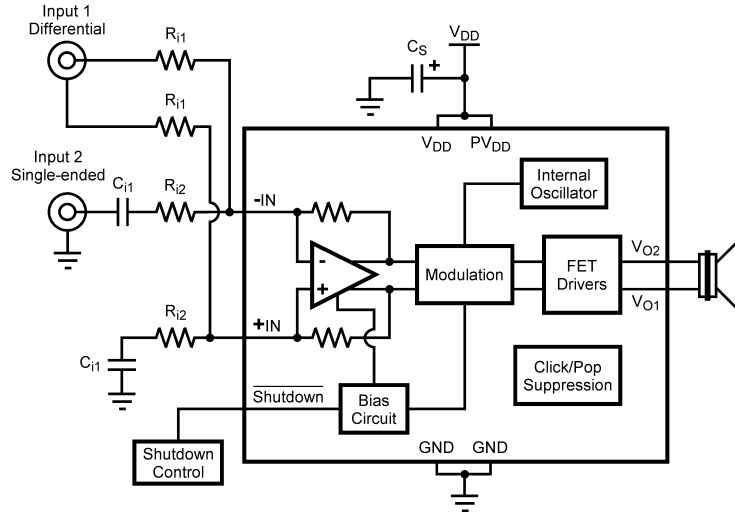 Input 1
Differential
Ri1
Ri1
Input 2
Single-ended
Ci1
Ri2
Ri2
Ci1
CS
+
VDD
VDD
PVDD
-IN
+IN
-
+
Internal
Oscillator
Modulation
FET
Drivers
VO2
VO1
Click/Pop
Suppression
Shutdown
Bias
Circuit
Shutdown
Control
GND
GND